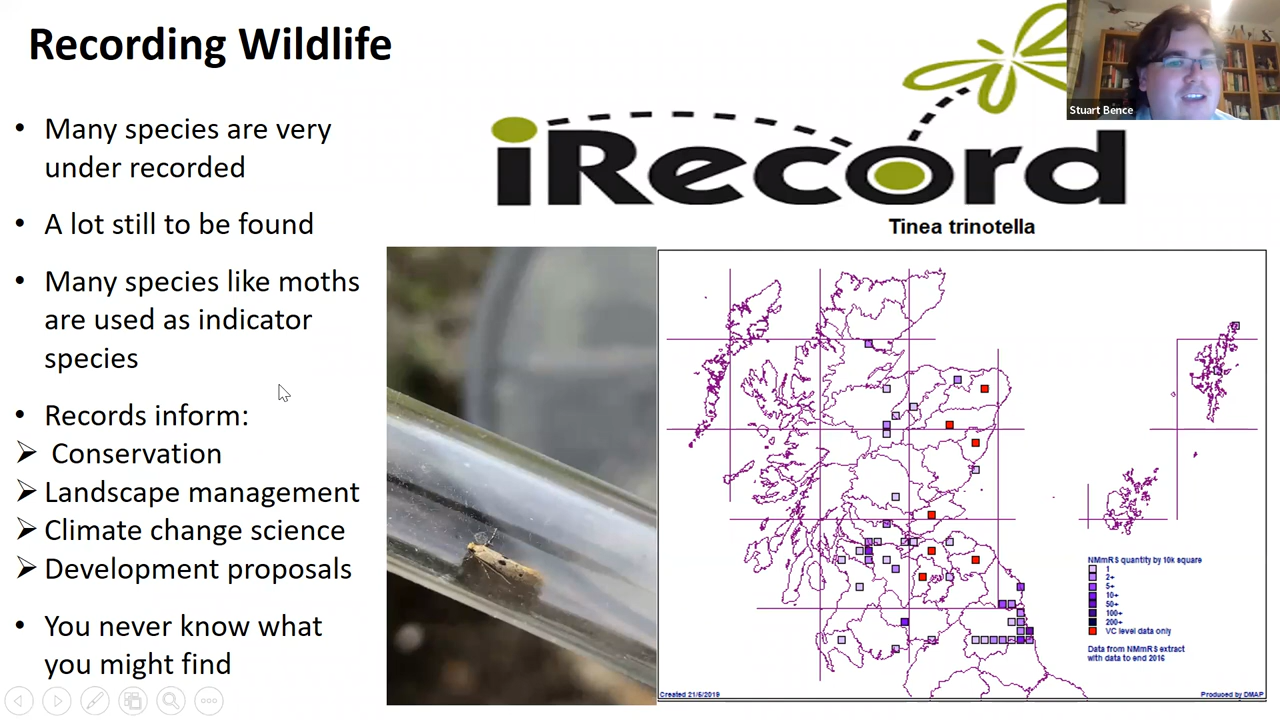 Recording Wildlife
• Many species are very
under recorded
• A lot still to be found
• Many species like moths
are used as indicator
species
• Records inform:
➢ Conservation
➢ Landscape management
➢ Climate change science
➢ Development proposals
• You never know what
you might find
iRecord
Stuart Bence
Tinea trinotella
NMmRS quantity by 10k square
1
2+
5+
10+
50+
100+
200+
VC level data only
Data from NMmRS extract
with data to end 2016
Created 21/5/2019
Produced by DMAP